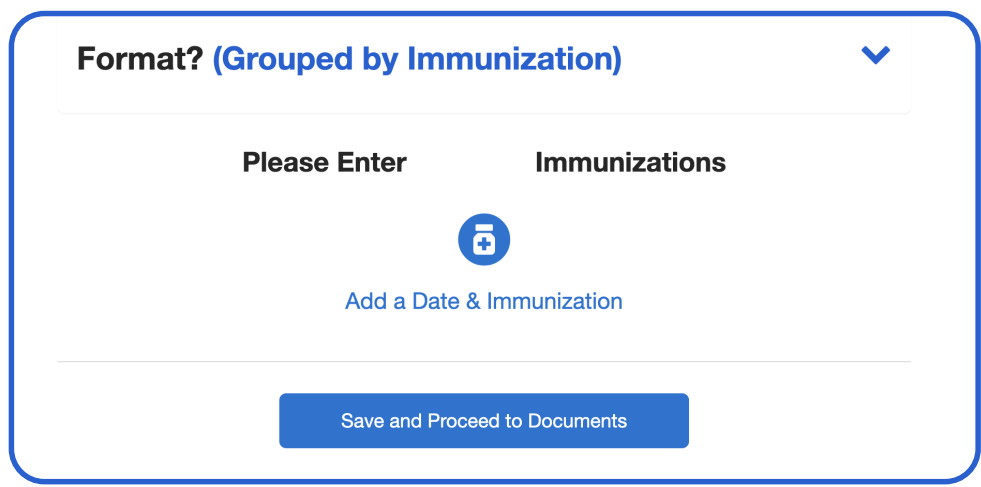 Format? (Grouped by Immunization)
Please Enter Immunizations
Add a Date & Immunization
Save and Proceed to Documents